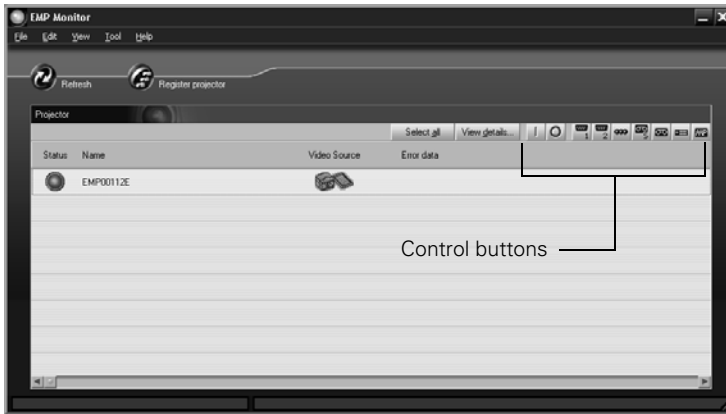 EMP Monitor
File Edit View Tool Help
Refresh Register projector
Projector
Select all View details...
Status Name Video Source Error data
EMP00112E
Control buttons